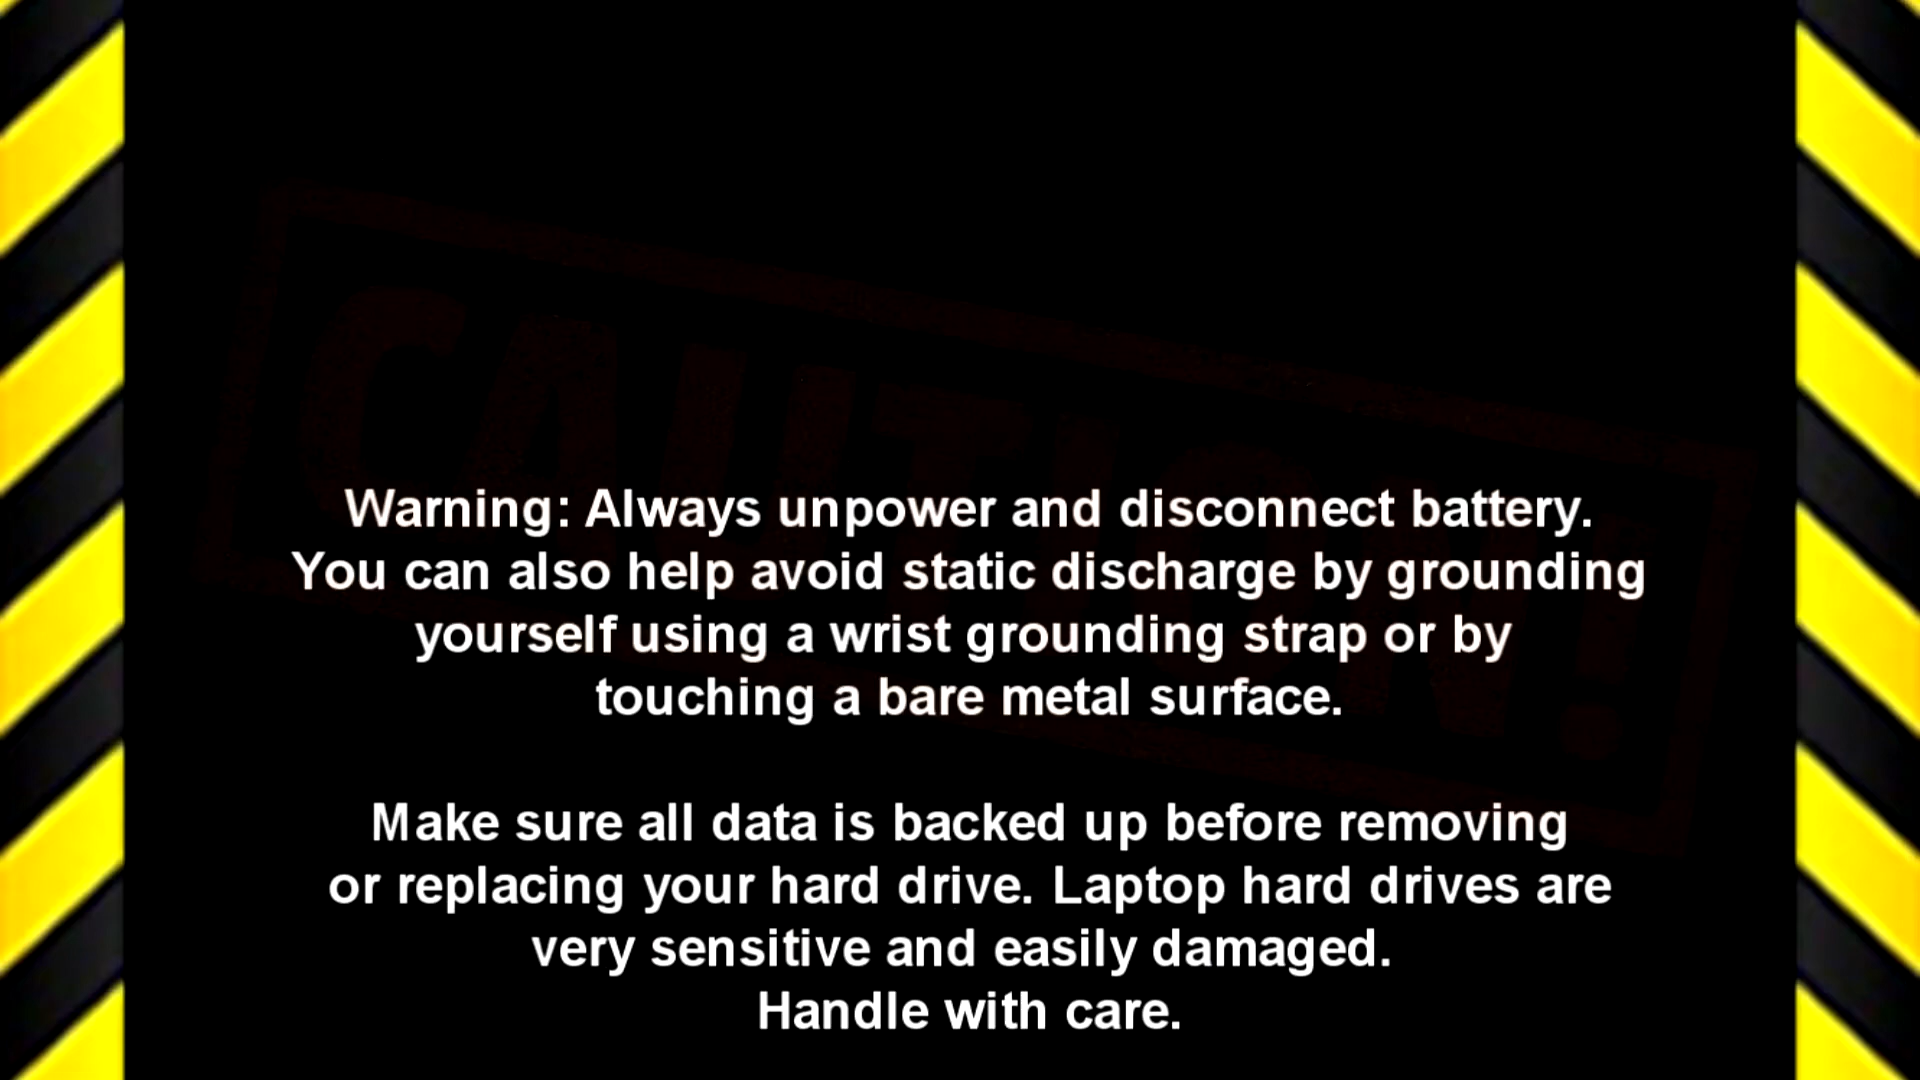 CAUTION!
Warning: Always unpower and disconnect battery.
You can also help avoid static discharge by grounding
yourself using a wrist grounding strap or by
touching a bare metal surface.
Make sure all data is backed up before removing
or replacing your hard drive. Laptop hard drives are
very sensitive and easily damaged.
Handle with care.